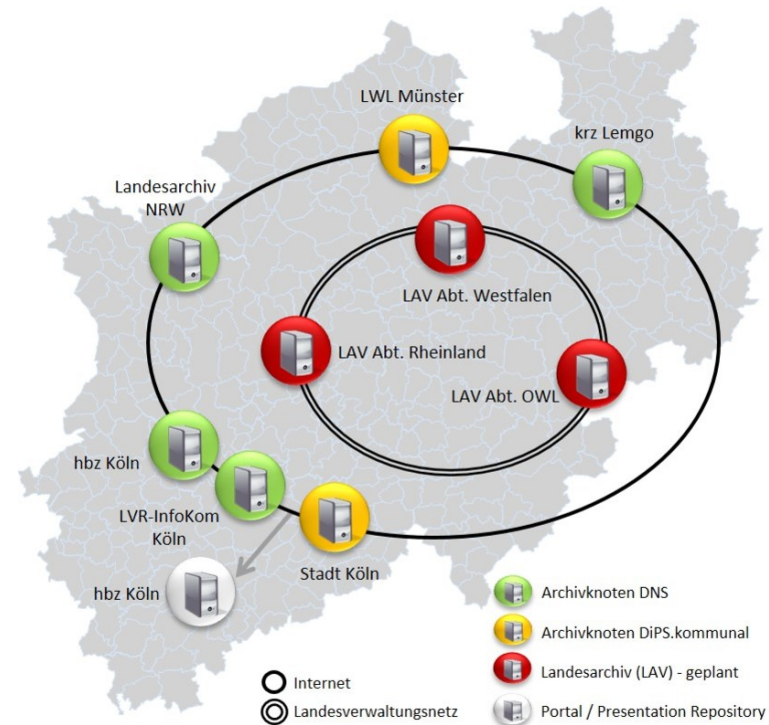 LWL Münster
krz Lemgo
Landesarchiv
NRW
LAV Abt. Westfalen
LAV Abt. Rheinland
LAV Abt. OWL
hbz Köln
LVR-InfoKom
Köln
Stadt Köln
hbz Köln
Archivknoten DNS
Archivknoten DiPS.kommunal
Landesarchiv (LAV) - geplant
Portal / Presentation Repository
Internet
Landesverwaltungsnetz